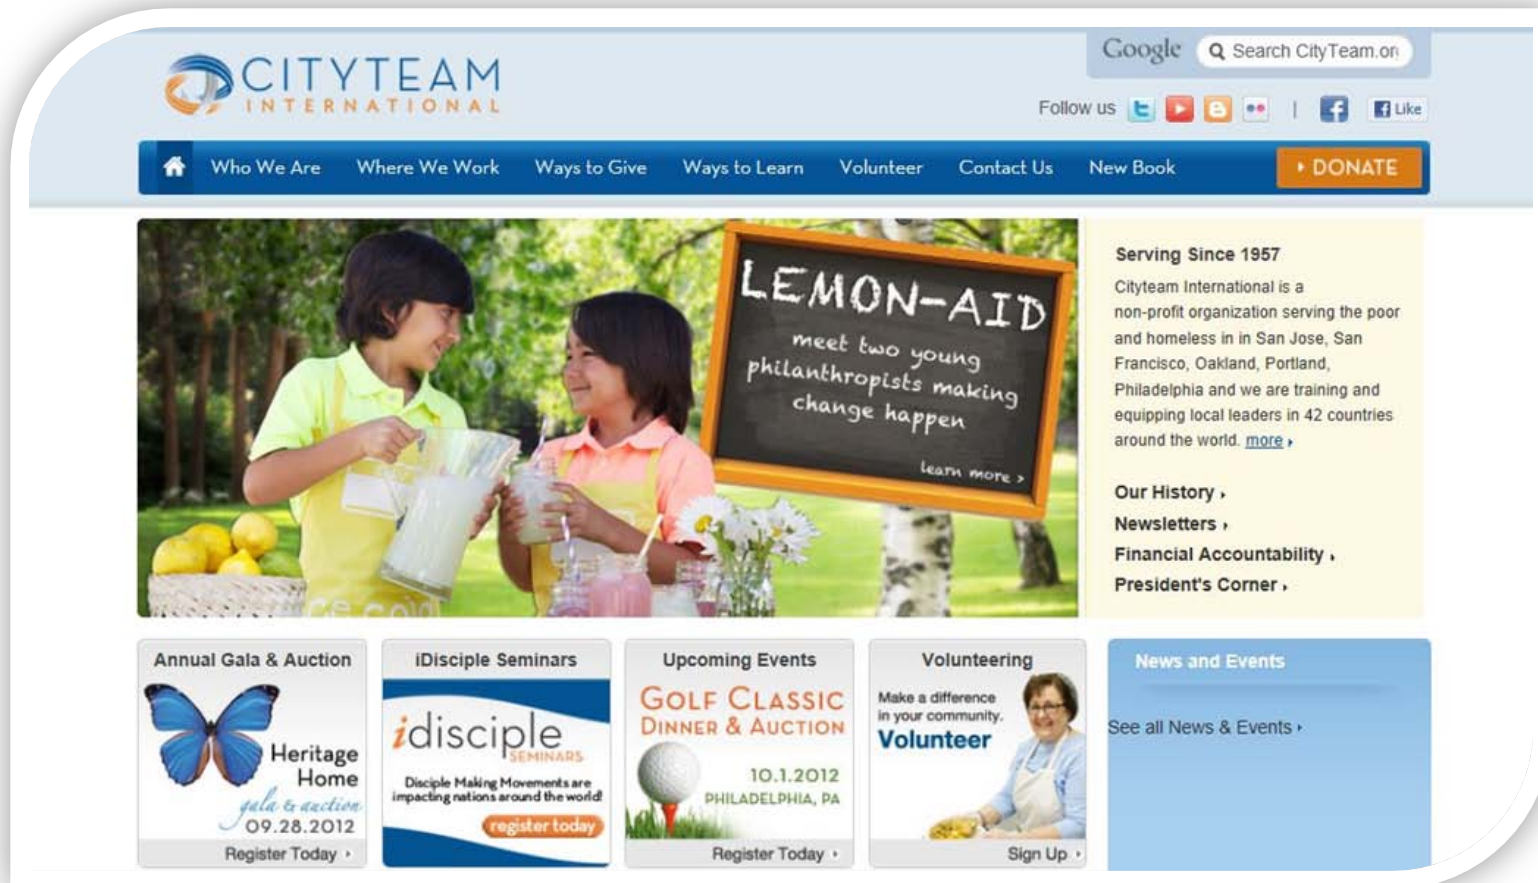 CITYTEAM
INTERNATIONAL
Google Search CityTeam.or
Follow us
Like
Who We Are Where We Work Ways to Give Ways to Learn Volunteer Contact Us New Book DONATE
LEMON-AID
meet two young
philanthropists making
change happen
learn more >
Serving Since 1957
Cityteam International is a
non-profit organization serving the poor
and homeless in in San Jose, San
Francisco, Oakland, Portland,
Philadelphia and we are training and
equipping local leaders in 42 countries
around the world. more
Our History
Newsletters
Financial Accountability
President's Corner
Annual Gala & Auction
Heritage
Home
gala & auction
09.28.2012
Register Today
iDisciple Seminars
idisciple
SEMINARS
Disciple Making Movements are
impacting nations around the world!
register today
Upcoming Events
GOLF CLASSIC
DINNER & AUCTION
10.1.2012
PHILADELPHIA, PA
Register Today
Volunteering
Make a difference
in your community.
Volunteer
Sign Up
News and Events
See all News & Events